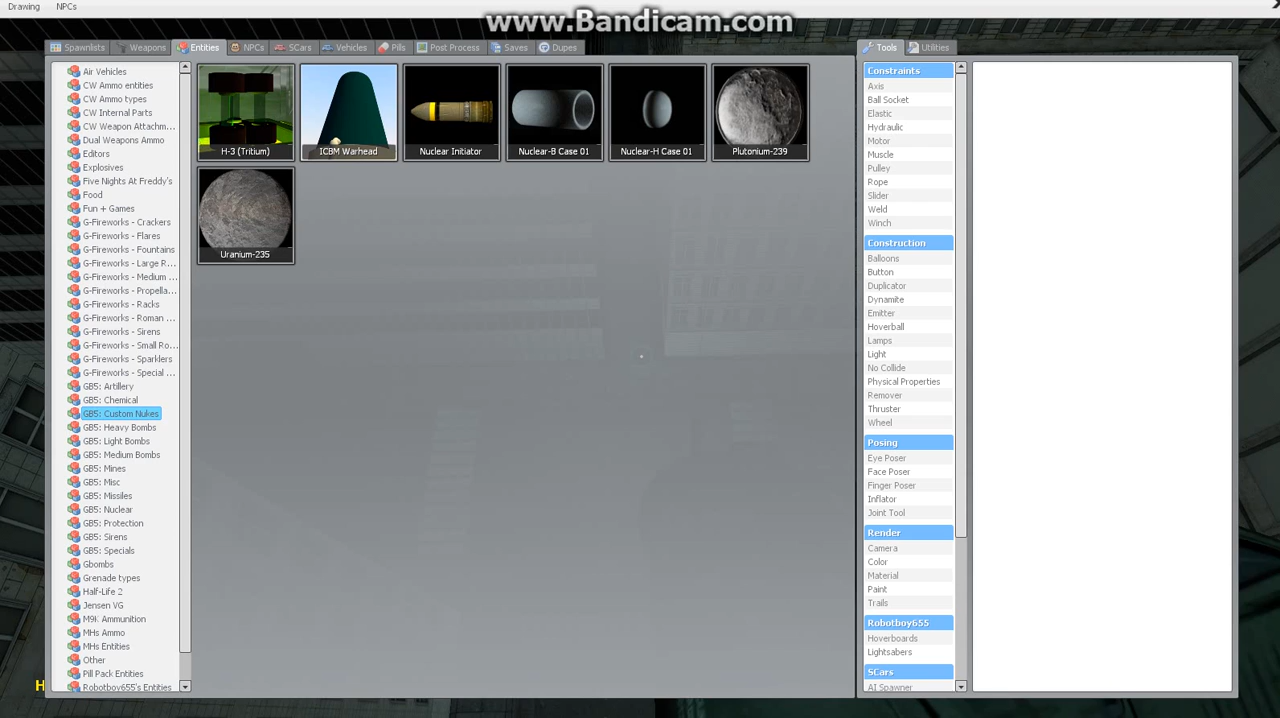 Drawing NPCs
www.Bandicam.com
Spawnlists Weapons Entities NPCs SCars Vehicles Pills Post Process Saves Dupes
Tools Utilities
Air Vehicles
CW Ammo entities
CW Ammo types
CW Internal Parts
CW Weapon Attachm...
Dual Weapons Ammo
Editors
Explosives
Five Nights At Freddy's
Food
Fun + Games
G-Fireworks - Crackers
G-Fireworks - Flares
G-Fireworks - Fountains
G-Fireworks - Large R...
G-Fireworks - Medium ...
G-Fireworks - Propella...
G-Fireworks - Racks
G-Fireworks - Roman ...
G-Fireworks - Sirens
G-Fireworks - Small Ro...
G-Fireworks - Sparklers
G-Fireworks - Special ...
GB5: Artillery
GB5: Chemical
GB5: Custom Nukes
GB5: Heavy Bombs
GB5: Light Bombs
GB5: Medium Bombs
GB5: Mines
GB5: Misc
GB5: Missiles
GB5: Nuclear
GB5: Protection
GB5: Sirens
GB5: Specials
Gbombs
Grenade types
Half-Life 2
Jensen VG
M9K Ammunition
MHs Ammo
MHs Entities
Other
Pill Pack Entities
Robotboy655's Entities
H
H-3 (Tritium)
ICBM Warhead
Nuclear Initiator
Nuclear-B Case 01
Nuclear-H Case 01
Plutonium-239
Uranium-235
Constraints
Axis
Ball Socket
Elastic
Hydraulic
Motor
Muscle
Pulley
Rope
Slider
Weld
Winch
Construction
Balloons
Button
Duplicator
Dynamite
Emitter
Hoverball
Lamps
Light
No Collide
Physical Properties
Remover
Thruster
Wheel
Posing
Eye Poser
Face Poser
Finger Poser
Inflator
Joint Tool
Render
Camera
Color
Material
Paint
Trails
Robotboy655
Hoverboards
Lightsabers
SCars
AI Spawner